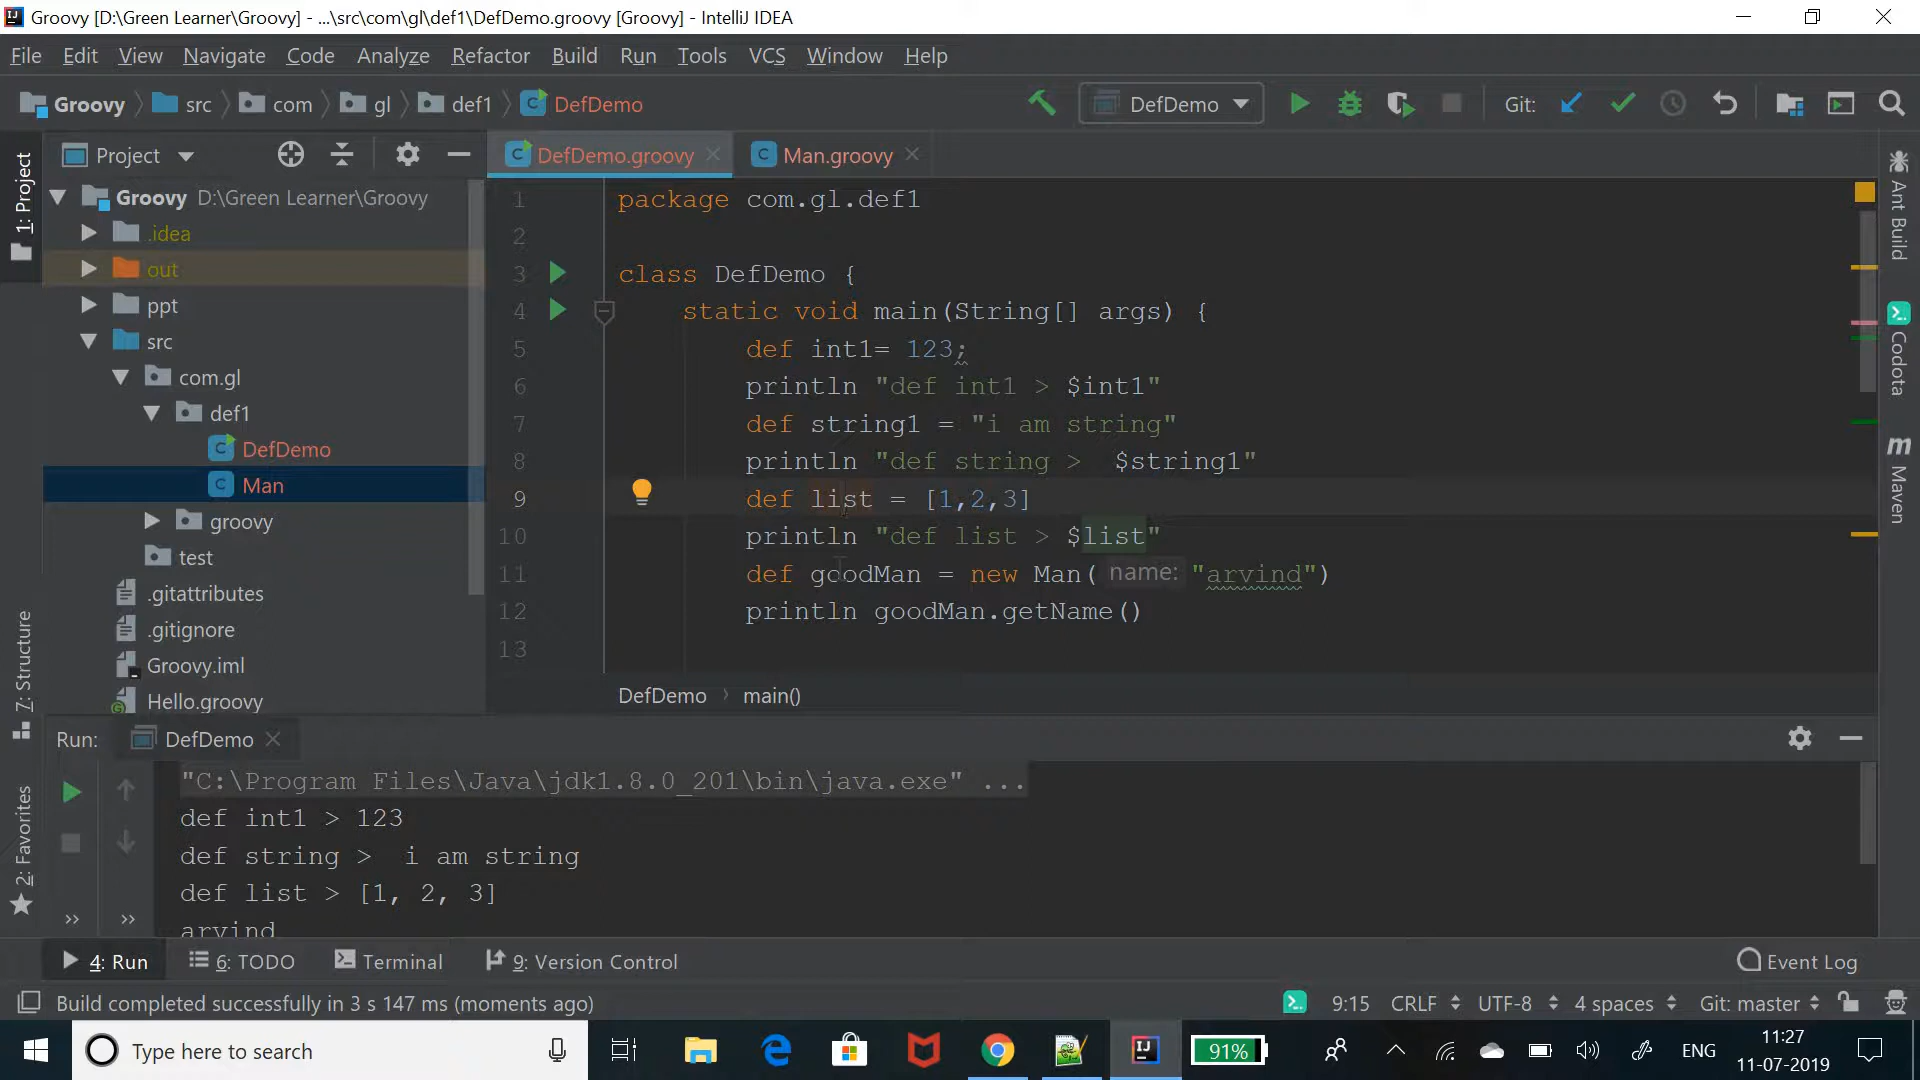 Groovy [D:\Green Learner\Groovy] - ...\src\com\gl\def1\DefDemo.groovy [Groovy] - IntelliJ IDEA
File Edit View Navigate Code Analyze Refactor Build Run Tools VCS Window Help
Groovy src com gl def1 DefDemo DefDemo Git:
Project DefDemo.groovy Man.groovy
1: Project
Groovy D:\Green Learner\Groovy
.idea
out
ppt
src
com.gl
def1
DefDemo
Man
groovy
test
.gitattributes
.gitignore
Groovy.iml
Hello.groovy
7: Structure
2: Favorites
1 package com.gl.def1
2
3 class DefDemo {
4 static void main(String[] args) {
5 def int1= 123;
6 println "def int1 > $int1"
7 def string1 = "i am string"
8 println "def string >  $string1"
9 def list = [1,2,3]
10 println "def list > $list"
11 def goodMan = new Man( name: "arvind")
12 println goodMan.getName()
13
DefDemo › main()
Ant Build
Codota
m Maven
Run: DefDemo
"C:\Program Files\Java\jdk1.8.0_201\bin\java.exe" ...
def int1 > 123
def string >  i am string
def list > [1, 2, 3]
arvind
4: Run 6: TODO Terminal 9: Version Control Event Log
Build completed successfully in 3 s 147 ms (moments ago) 9:15 CRLF UTF-8 4 spaces Git: master
Type here to search 91% ENG 11:27
11-07-2019